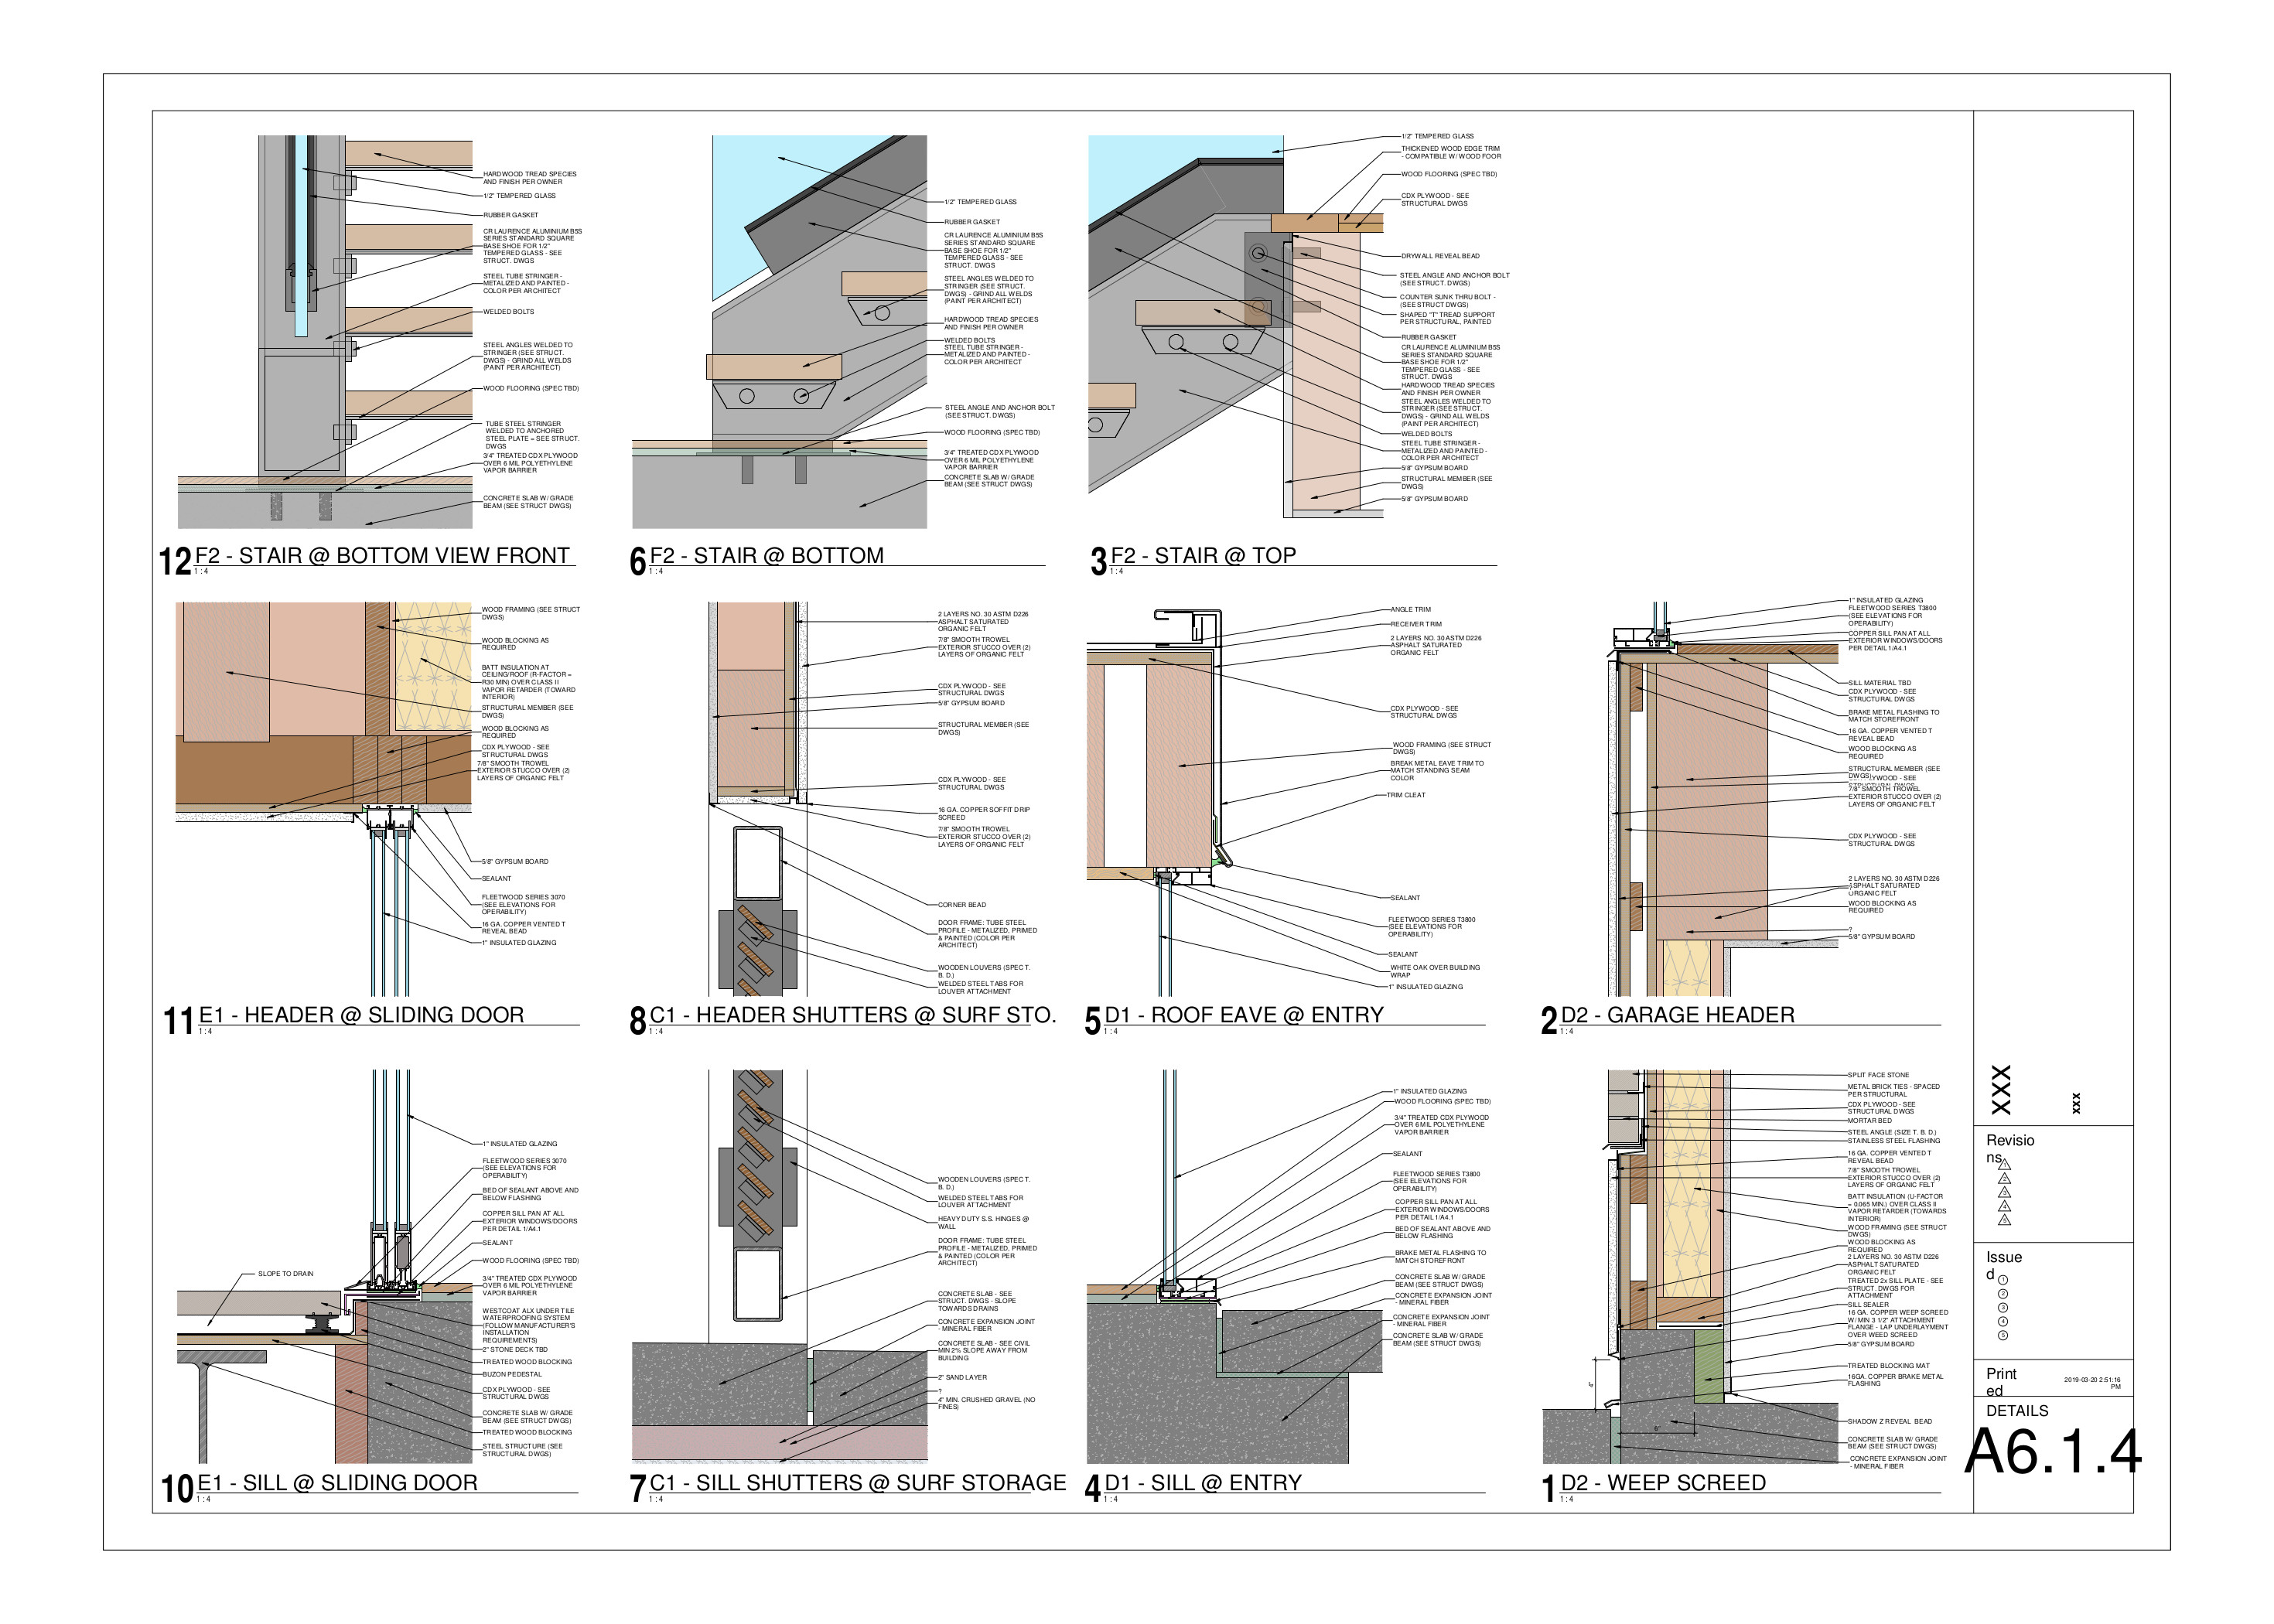 HARDWOOD TREAD SPECIES
AND FINISH PER OWNER
1/2" TEMPERED GLASS
RUBBER GASKET
CR LAURENCE ALUMINIUM B5S
SERIES STANDARD SQUARE
BASE SHOE FOR 1/2"
TEMPERED GLASS - SEE
STRUCT. DWGS
STEEL TUBE STRINGER -
METALIZED AND PAINTED -
COLOR PER ARCHITECT
WELDED BOLTS
STEEL ANGLES WELDED TO
STRINGER (SEE STRUCT.
DWGS) - GRIND ALL WELDS
(PAINT PER ARCHITECT)
WOOD FLOORING (SPEC TBD)
TUBE STEEL STRINGER
WELDED TO ANCHORED
STEEL PLATE = SEE STRUCT.
DWGS
3/4" TREATED CDX PLYWOOD
OVER 6 MIL POLYETHYLENE
VAPOR BARRIER
CONCRETE SLAB W/ GRADE
BEAM (SEE STRUCT DWGS)
12 F2 - STAIR @ BOTTOM VIEW FRONT
1 : 4
1/2" TEMPERED GLASS
RUBBER GASKET
CR LAURENCE ALUMINIUM B5S
SERIES STANDARD SQUARE
BASE SHOE FOR 1/2"
TEMPERED GLASS - SEE
STRUCT. DWGS
STEEL ANGLES WELDED TO
STRINGER (SEE STRUCT.
DWGS) - GRIND ALL WELDS
(PAINT PER ARCHITECT)
HARDWOOD TREAD SPECIES
AND FINISH PER OWNER
WELDED BOLTS
STEEL TUBE STRINGER -
METALIZED AND PAINTED -
COLOR PER ARCHITECT
STEEL ANGLE AND ANCHOR BOLT
(SEE STRUCT. DWGS)
WOOD FLOORING (SPEC TBD)
3/4" TREATED CDX PLYWOOD
OVER 6 MIL POLYETHYLENE
VAPOR BARRIER
CONCRETE SLAB W/ GRADE
BEAM (SEE STRUCT DWGS)
6 F2 - STAIR @ BOTTOM
1 : 4
1/2" TEMPERED GLASS
THICKENED WOOD EDGE TRIM
- COMPATIBLE W/ WOOD FOOR
WOOD FLOORING (SPEC TBD)
CDX PLYWOOD - SEE
STRUCTURAL DWGS
DRYWALL REVEAL BEAD
STEEL ANGLE AND ANCHOR BOLT
(SEE STRUCT. DWGS)
COUNTER SUNK THRU BOLT -
(SEE STRUCT DWGS)
SHAPED "T" TREAD SUPPORT
PER STRUCTURAL, PAINTED
RUBBER GASKET
CR LAURENCE ALUMINIUM B5S
SERIES STANDARD SQUARE
BASE SHOE FOR 1/2"
TEMPERED GLASS - SEE
STRUCT. DWGS
HARDWOOD TREAD SPECIES
AND FINISH PER OWNER
STEEL ANGLES WELDED TO
STRINGER (SEE STRUCT.
DWGS) - GRIND ALL WELDS
(PAINT PER ARCHITECT)
WELDED BOLTS
STEEL TUBE STRINGER -
METALIZED AND PAINTED -
COLOR PER ARCHITECT
5/8" GYPSUM BOARD
STRUCTURAL MEMBER (SEE
DWGS)
5/8" GYPSUM BOARD
3 F2 - STAIR @ TOP
1 : 4
WOOD FRAMING (SEE STRUCT
DWGS)
WOOD BLOCKING AS
REQUIRED
BATT INSULATION AT
CEILING/ROOF (R-FACTOR =
R30 MIN) OVER CLASS II
VAPOR RETARDER (TOWARD
INTERIOR)
STRUCTURAL MEMBER (SEE
DWGS)
WOOD BLOCKING AS
REQUIRED
CDX PLYWOOD - SEE
STRUCTURAL DWGS
7/8" SMOOTH TROWEL
EXTERIOR STUCCO OVER (2)
LAYERS OF ORGANIC FELT
5/8" GYPSUM BOARD
SEALANT
FLEETWOOD SERIES 3070
(SEE ELEVATIONS FOR
OPERABILITY)
16 GA. COPPER VENTED T
REVEAL BEAD
1" INSULATED GLAZING
11 E1 - HEADER @ SLIDING DOOR
1 : 4
2 LAYERS NO. 30 ASTM D226
ASPHALT SATURATED
ORGANIC FELT
7/8" SMOOTH TROWEL
EXTERIOR STUCCO OVER (2)
LAYERS OF ORGANIC FELT
CDX PLYWOOD - SEE
STRUCTURAL DWGS
5/8" GYPSUM BOARD
STRUCTURAL MEMBER (SEE
DWGS)
CDX PLYWOOD - SEE
STRUCTURAL DWGS
16 GA. COPPER SOFFIT DRIP
SCREED
7/8" SMOOTH TROWEL
EXTERIOR STUCCO OVER (2)
LAYERS OF ORGANIC FELT
CORNER BEAD
DOOR FRAME: TUBE STEEL
PROFILE - METALIZED, PRIMED
& PAINTED (COLOR PER
ARCHITECT)
WOODEN LOUVERS (SPEC T.
B. D.)
WELDED STEEL TABS FOR
LOUVER ATTACHMENT
8 C1 - HEADER SHUTTERS @ SURF STO.
1 : 4
ANGLE TRIM
RECEIVER TRIM
2 LAYERS NO. 30 ASTM D226
ASPHALT SATURATED
ORGANIC FELT
CDX PLYWOOD - SEE
STRUCTURAL DWGS
WOOD FRAMING (SEE STRUCT
DWGS)
BREAK METAL EAVE TRIM TO
MATCH STANDING SEAM
COLOR
TRIM CLEAT
SEALANT
FLEETWOOD SERIES T3800
(SEE ELEVATIONS FOR
OPERABILITY)
SEALANT
WHITE OAK OVER BUILDING
WRAP
1" INSULATED GLAZING
5 D1 - ROOF EAVE @ ENTRY
1 : 4
1" INSULATED GLAZING
FLEETWOOD SERIES T3800
(SEE ELEVATIONS FOR
OPERABILITY)
COPPER SILL PAN AT ALL
EXTERIOR WINDOWS/DOORS
PER DETAIL 1/A4.1
SILL MATERIAL TBD
CDX PLYWOOD - SEE
STRUCTURAL DWGS
BRAKE METAL FLASHING TO
MATCH STOREFRONT
16 GA. COPPER VENTED T
REVEAL BEAD
WOOD BLOCKING AS
REQUIRED
STRUCTURAL MEMBER (SEE
DWGS)
7/8" SMOOTH TROWEL
EXTERIOR STUCCO OVER (2)
LAYERS OF ORGANIC FELT
CDX PLYWOOD - SEE
STRUCTURAL DWGS
2 LAYERS NO. 30 ASTM D226
ASPHALT SATURATED
ORGANIC FELT
WOOD BLOCKING AS
REQUIRED
?
5/8" GYPSUM BOARD
2 D2 - GARAGE HEADER
1 : 4
1" INSULATED GLAZING
FLEETWOOD SERIES 3070
(SEE ELEVATIONS FOR
OPERABILITY)
BED OF SEALANT ABOVE AND
BELOW FLASHING
COPPER SILL PAN AT ALL
EXTERIOR WINDOWS/DOORS
PER DETAIL 1/A4.1
SEALANT
WOOD FLOORING (SPEC TBD)
SLOPE TO DRAIN
3/4" TREATED CDX PLYWOOD
OVER 6 MIL POLYETHYLENE
VAPOR BARRIER
WESTCOAT ALX UNDER TILE
WATERPROOFING SYSTEM
(FOLLOW MANUFACTURER'S
INSTALLATION
REQUIREMENTS)
2" STONE DECK TBD
TREATED WOOD BLOCKING
BUZON PEDESTAL
CDX PLYWOOD - SEE
STRUCTURAL DWGS
CONCRETE SLAB W/ GRADE
BEAM (SEE STRUCT DWGS)
TREATED WOOD BLOCKING
STEEL STRUCTURE (SEE
STRUCTURAL DWGS)
10 E1 - SILL @ SLIDING DOOR
1 : 4
WOODEN LOUVERS (SPEC T.
B. D.)
WELDED STEEL TABS FOR
LOUVER ATTACHMENT
HEAVY DUTY S.S. HINGES @
WALL
DOOR FRAME: TUBE STEEL
PROFILE - METALIZED, PRIMED
& PAINTED (COLOR PER
ARCHITECT)
CONCRETE SLAB - SEE
STRUCT. DWGS - SLOPE
TOWARDS DRAINS
CONCRETE EXPANSION JOINT
- MINERAL FIBER
CONCRETE SLAB - SEE CIVIL
MIN 2% SLOPE AWAY FROM
BUILDING
2" SAND LAYER
?
4" MIN. CRUSHED GRAVEL (NO
FINES)
7 C1 - SILL SHUTTERS @ SURF STORAGE
1 : 4
1" INSULATED GLAZING
WOOD FLOORING (SPEC TBD)
3/4" TREATED CDX PLYWOOD
OVER 6 MIL POLYETHYLENE
VAPOR BARRIER
SEALANT
FLEETWOOD SERIES T3800
(SEE ELEVATIONS FOR
OPERABILITY)
COPPER SILL PAN AT ALL
EXTERIOR WINDOWS/DOORS
PER DETAIL 1/A4.1
BED OF SEALANT ABOVE AND
BELOW FLASHING
BRAKE METAL FLASHING TO
MATCH STOREFRONT
CONCRETE SLAB W/ GRADE
BEAM (SEE STRUCT DWGS)
CONCRETE EXPANSION JOINT
- MINERAL FIBER
CONCRETE EXPANSION JOINT
- MINERAL FIBER
CONCRETE SLAB W/ GRADE
BEAM (SEE STRUCT DWGS)
4 D1 - SILL @ ENTRY
1 : 4
SPLIT FACE STONE
METAL BRICK TIES - SPACED
PER STRUCTURAL
CDX PLYWOOD - SEE
STRUCTURAL DWGS
MORTAR BED
STEEL ANGLE (SIZE T. B. D.)
STAINLESS STEEL FLASHING
16 GA. COPPER VENTED T
REVEAL BEAD
7/8" SMOOTH TROWEL
EXTERIOR STUCCO OVER (2)
LAYERS OF ORGANIC FELT
BATT INSULATION (U-FACTOR
= 0.065 MIN.) OVER CLASS II
VAPOR RETARDER (TOWARDS
INTERIOR)
WOOD FRAMING (SEE STRUCT
DWGS)
WOOD BLOCKING AS
REQUIRED
2 LAYERS NO. 30 ASTM D226
ASPHALT SATURATED
ORGANIC FELT
TREATED 2x SILL PLATE - SEE
STRUCT. DWGS FOR
ATTACHMENT
SILL SEALER
16 GA. COPPER WEEP SCREED
W/ MIN 3 1/2" ATTACHMENT
FLANGE - LAP UNDERLAYMENT
OVER WEED SCREED
5/8" GYPSUM BOARD
TREATED BLOCKING MAT
16GA. COPPER BRAKE METAL
FLASHING
SHADOW Z REVEAL BEAD
6"
CONCRETE SLAB W/ GRADE
BEAM (SEE STRUCT DWGS)
CONCRETE EXPANSION JOINT
- MINERAL FIBER
1 D2 - WEEP SCREED
1 : 4
XXX
XXX
Revisio
ns
1
2
3
4
5
Issue
d
1
2
3
4
5
Print
ed
2019-03-20 2:51:16
PM
DETAILS
A6.1.4